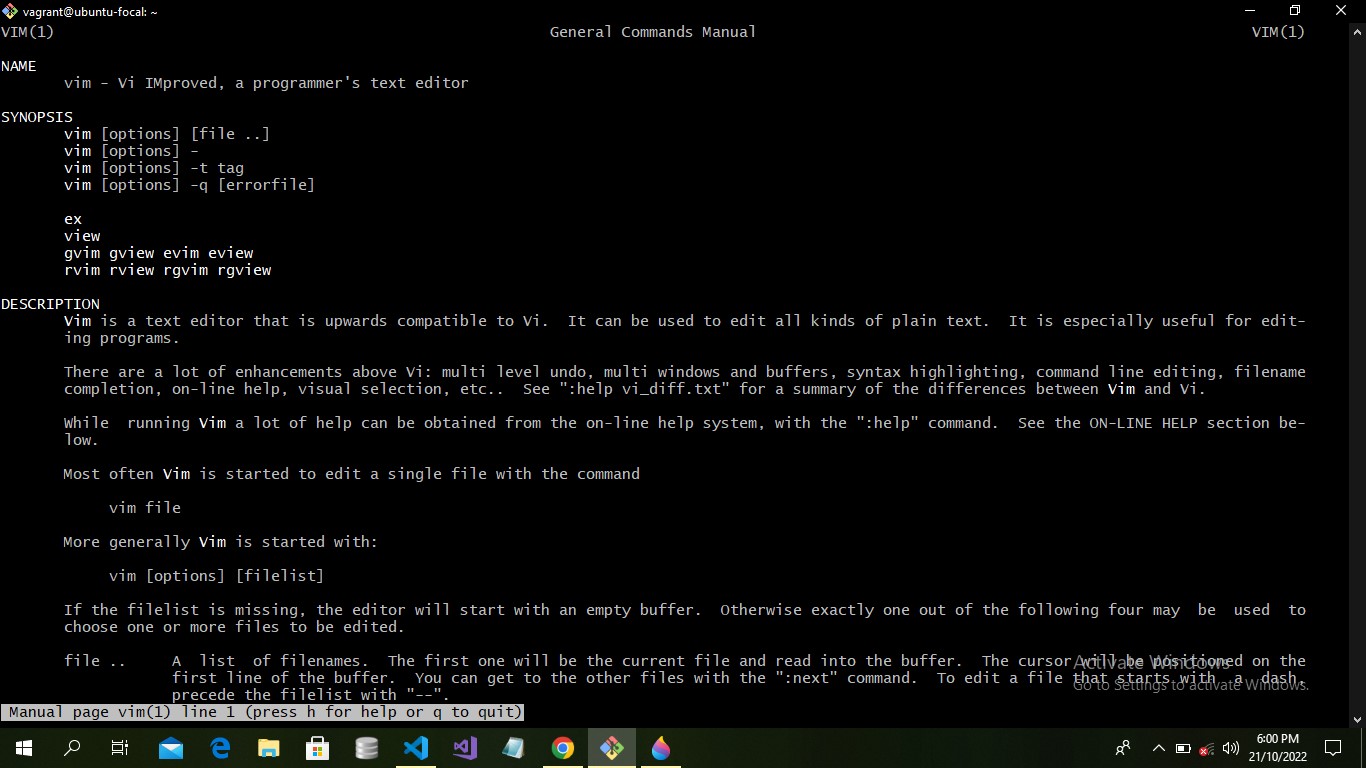 vagrant@ubuntu-focal: ~
VIM(1) General Commands Manual VIM(1)
NAME
vim - Vi IMproved, a programmer's text editor
SYNOPSIS
vim [options] [file ..]
vim [options] -
vim [options] -t tag
vim [options] -q [errorfile]
ex
view
gvim gview evim eview
rvim rview rgvim rgview
DESCRIPTION
Vim is a text editor that is upwards compatible to Vi. It can be used to edit all kinds of plain text. It is especially useful for edit-
ing programs.
There are a lot of enhancements above Vi: multi level undo, multi windows and buffers, syntax highlighting, command line editing, filename
completion, on-line help, visual selection, etc.. See ":help vi_diff.txt" for a summary of the differences between Vim and Vi.
While running Vim a lot of help can be obtained from the on-line help system, with the ":help" command. See the ON-LINE HELP section be-
low.
Most often Vim is started to edit a single file with the command
vim file
More generally Vim is started with:
vim [options] [filelist]
If the filelist is missing, the editor will start with an empty buffer. Otherwise exactly one out of the following four may be used to
choose one or more files to be edited.
file .. A list of filenames. The first one will be the current file and read into the buffer. The cursor will be positioned on the
first line of the buffer. You can get to the other files with the ":next" command. To edit a file that starts with a dash,
precede the filelist with "--".
Activate Windows
Go to Settings to activate Windows.
Manual page vim(1) line 1 (press h for help or q to quit)
6:00 PM
21/10/2022